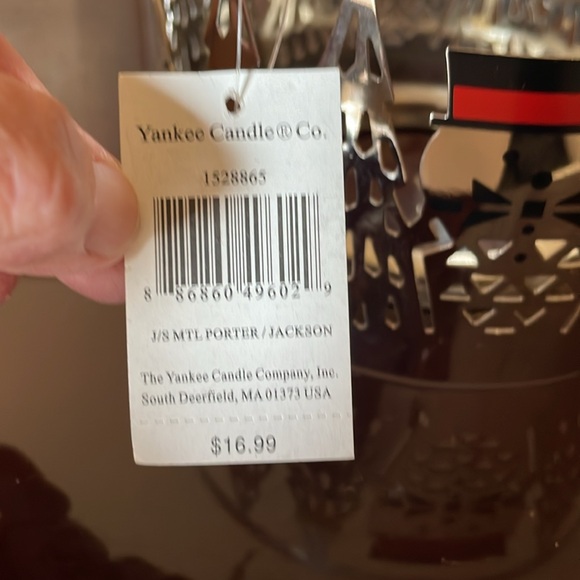 Yankee Candle® Co.
1528865
8 86860 49602 9
J/S MTL PORTER / JACKSON
The Yankee Candle Company, Inc.
South Deerfield, MA 01373 USA
$16.99